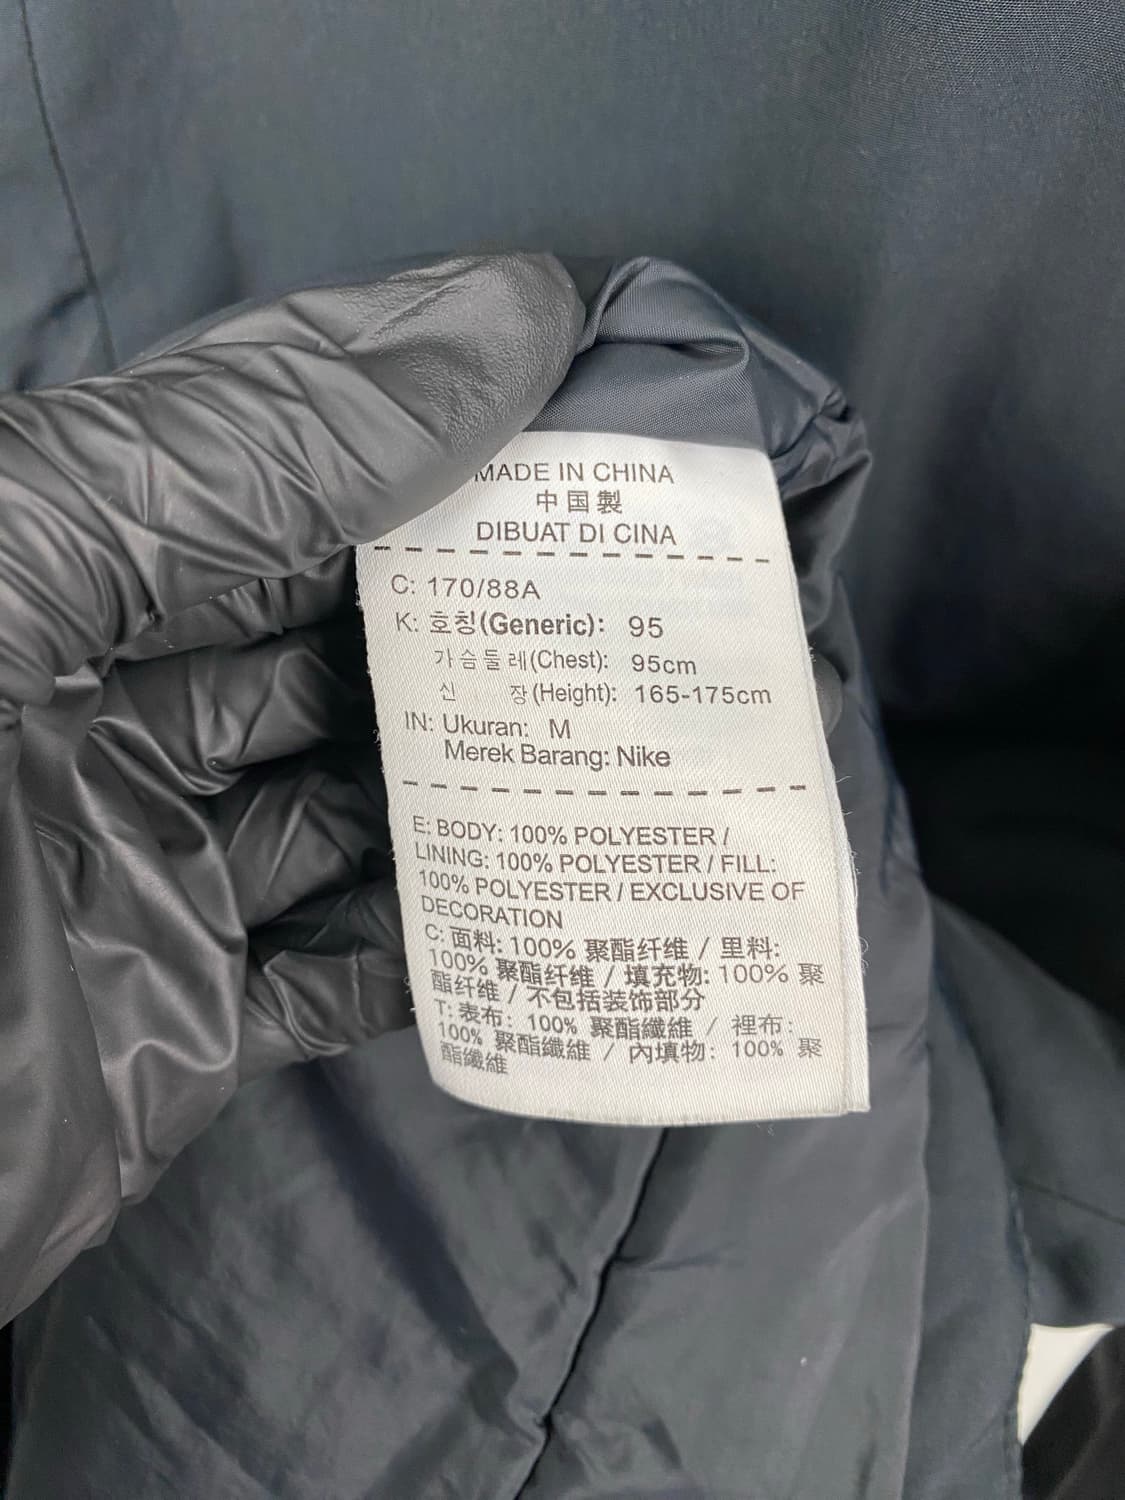 MADE IN CHINA
中国製
DIBUAT DI CINA
C: 170/88A
K: 호칭(Generic): 95
가슴둘레(Chest): 95cm
신 장(Height): 165-175cm
IN: Ukuran: M
Merek Barang: Nike
E: BODY: 100% POLYESTER /
LINING: 100% POLYESTER / FILL:
100% POLYESTER / EXCLUSIVE OF
DECORATION
C: 面料: 100% 聚酯纤维 / 里料:
100% 聚酯纤维 / 填充物: 100% 聚
酯纤维 / 不包括装饰部分
T: 表布: 100% 聚酯纖維 / 裡布:
100% 聚酯纖維 / 內填物: 100% 聚
酯纖維